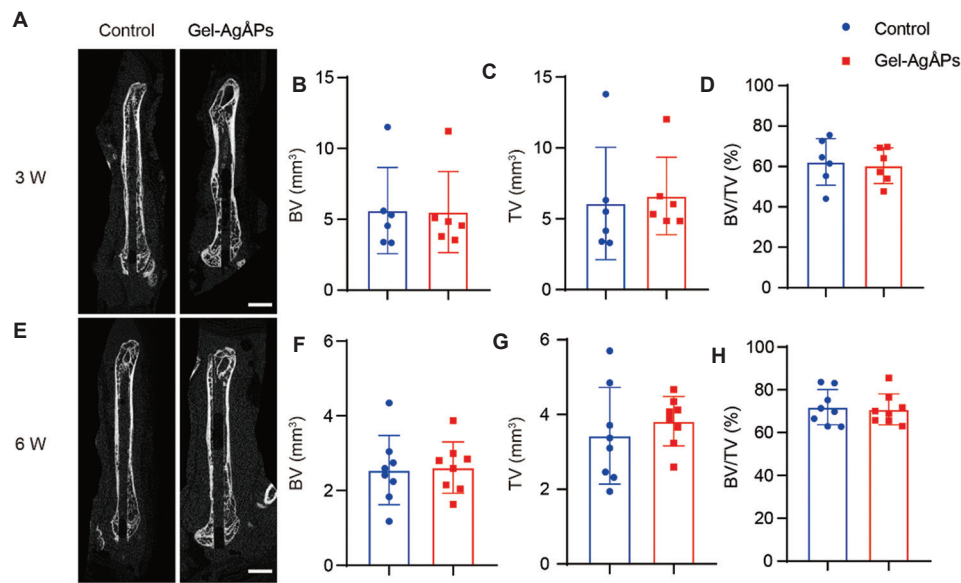 A
Control
Gel-AgÅPs
Control
Gel-AgÅPs
3 W
B
15
10
5
0
BV (mm³)
C
15
10
5
0
TV (mm³)
D
100
80
60
40
20
0
BV/TV (%)
E
6 W
F
6
4
2
0
BV (mm³)
G
6
4
2
0
TV (mm³)
H
100
80
60
40
20
0
BV/TV (%)